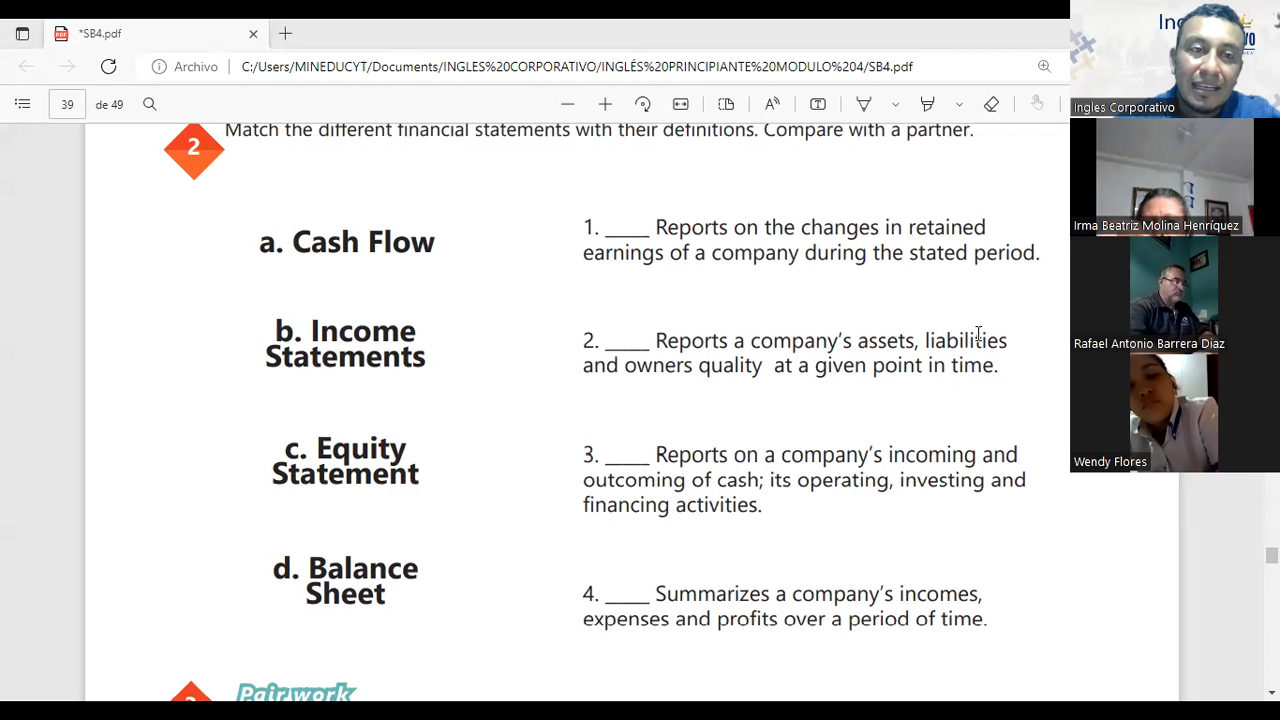 *SB4.pdf
Archivo
C:/Users/MINEDUCYT/Documents/INGLES%20CORPORATIVO/INGLÉS%20PRINCIPIANTE%20MODULO%204/SB4.pdf
39
de 49
2
Match the different financial statements with their definitions. Compare with a partner.
a. Cash Flow
b. Income
Statements
c. Equity
Statement
d. Balance
Sheet
1. _____ Reports on the changes in retained
earnings of a company during the stated period.
2. _____ Reports a company's assets, liabilities
and owners quality at a given point in time.
3. _____ Reports on a company's incoming and
outcoming of cash; its operating, investing and
financing activities.
4. _____ Summarizes a company's incomes,
expenses and profits over a period of time.
Pair work
Ingles Corporativo
Irma Beatriz Molina Henríquez
Rafael Antonio Barrera Diaz
Wendy Flores